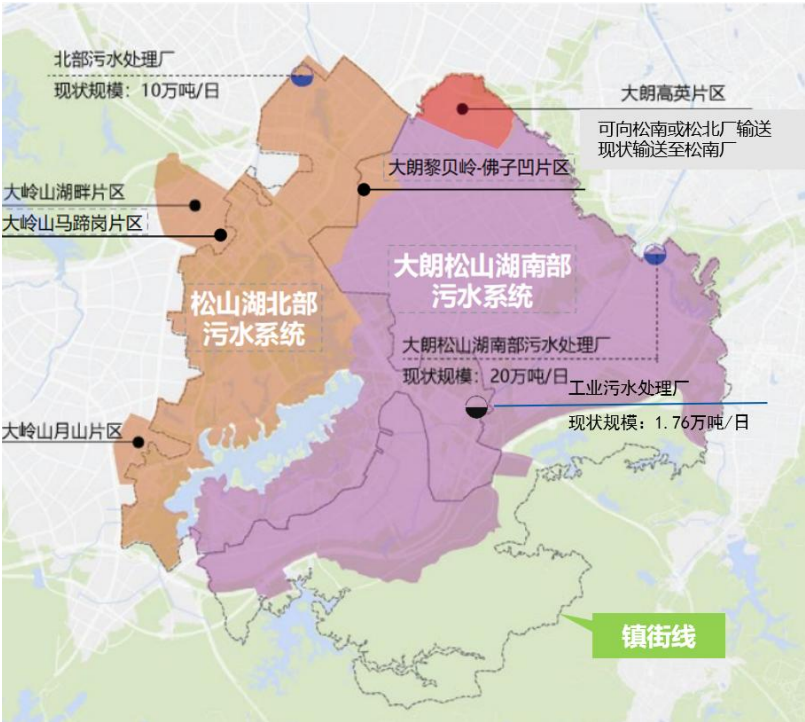 北部污水处理厂
现状规模：10万吨/日
大朗高英片区
可向松南或松北厂输送
现状输送至松南厂
大朗黎贝岭-佛子凹片区
大岭山湖畔片区
大岭山马蹄岗片区
大朗松山湖南部
污水系统
松山湖北部
污水系统
大朗松山湖南部污水处理厂
现状规模：20万吨/日
工业污水处理厂
现状规模：1.76万吨/日
大岭山月山片区
镇街线